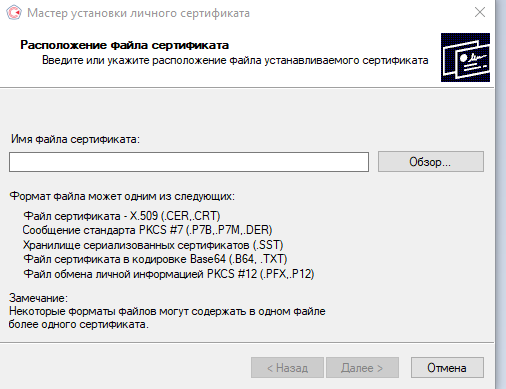 Мастер установки личного сертификата
Расположение файла сертификата
Введите или укажите расположение файла устанавливаемого сертификата
Имя файла сертификата:
Обзор...
Формат файла может одним из следующих:
Файл сертификата - X.509 (.CER,.CRT)
Сообщение стандарта PKCS #7 (.P7B,.P7M,.DER)
Хранилище сериализованных сертификатов (.SST)
Файл сертификата в кодировке Base64 (.B64, .TXT)
Файл обмена личной информацией PKCS #12 (.PFX,.P12)
Замечание:
Некоторые форматы файлов могут содержать в одном файле
более одного сертификата.
< Назад
Далее >
Отмена